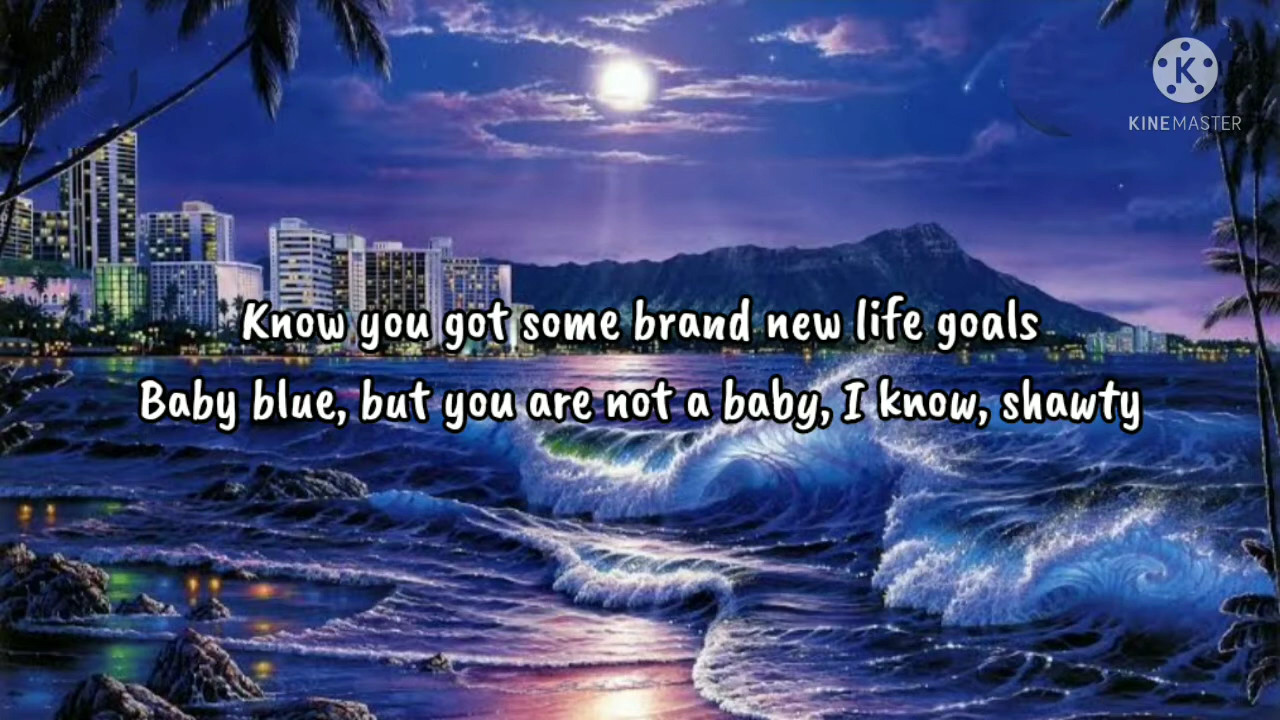 KINEMASTER
Know you got some brand new life goals
Baby blue, but you are not a baby, I know, shawty